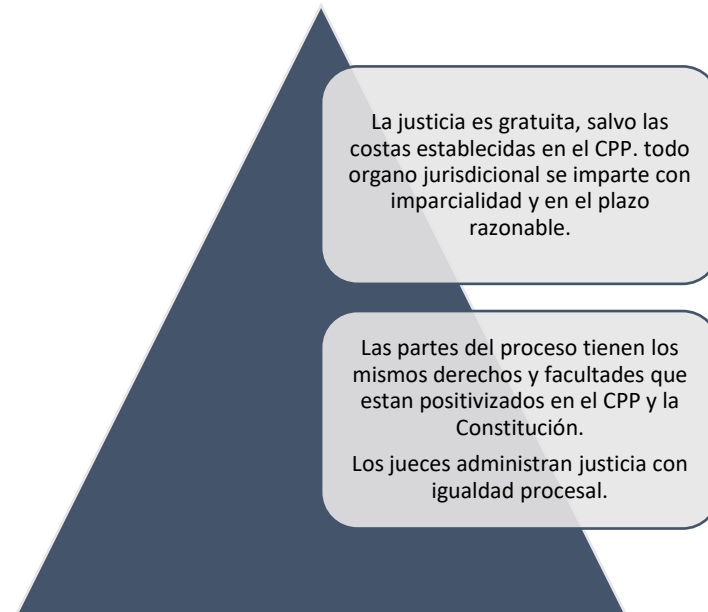 La justicia es gratuita, salvo las
costas establecidas en el CPP. todo
organo jurisdicional se imparte con
imparcialidad y en el plazo
razonable.
Las partes del proceso tienen los
mismos derechos y facultades que
estan positivizados en el CPP y la
Constitución.
Los jueces administran justicia con
igualdad procesal.